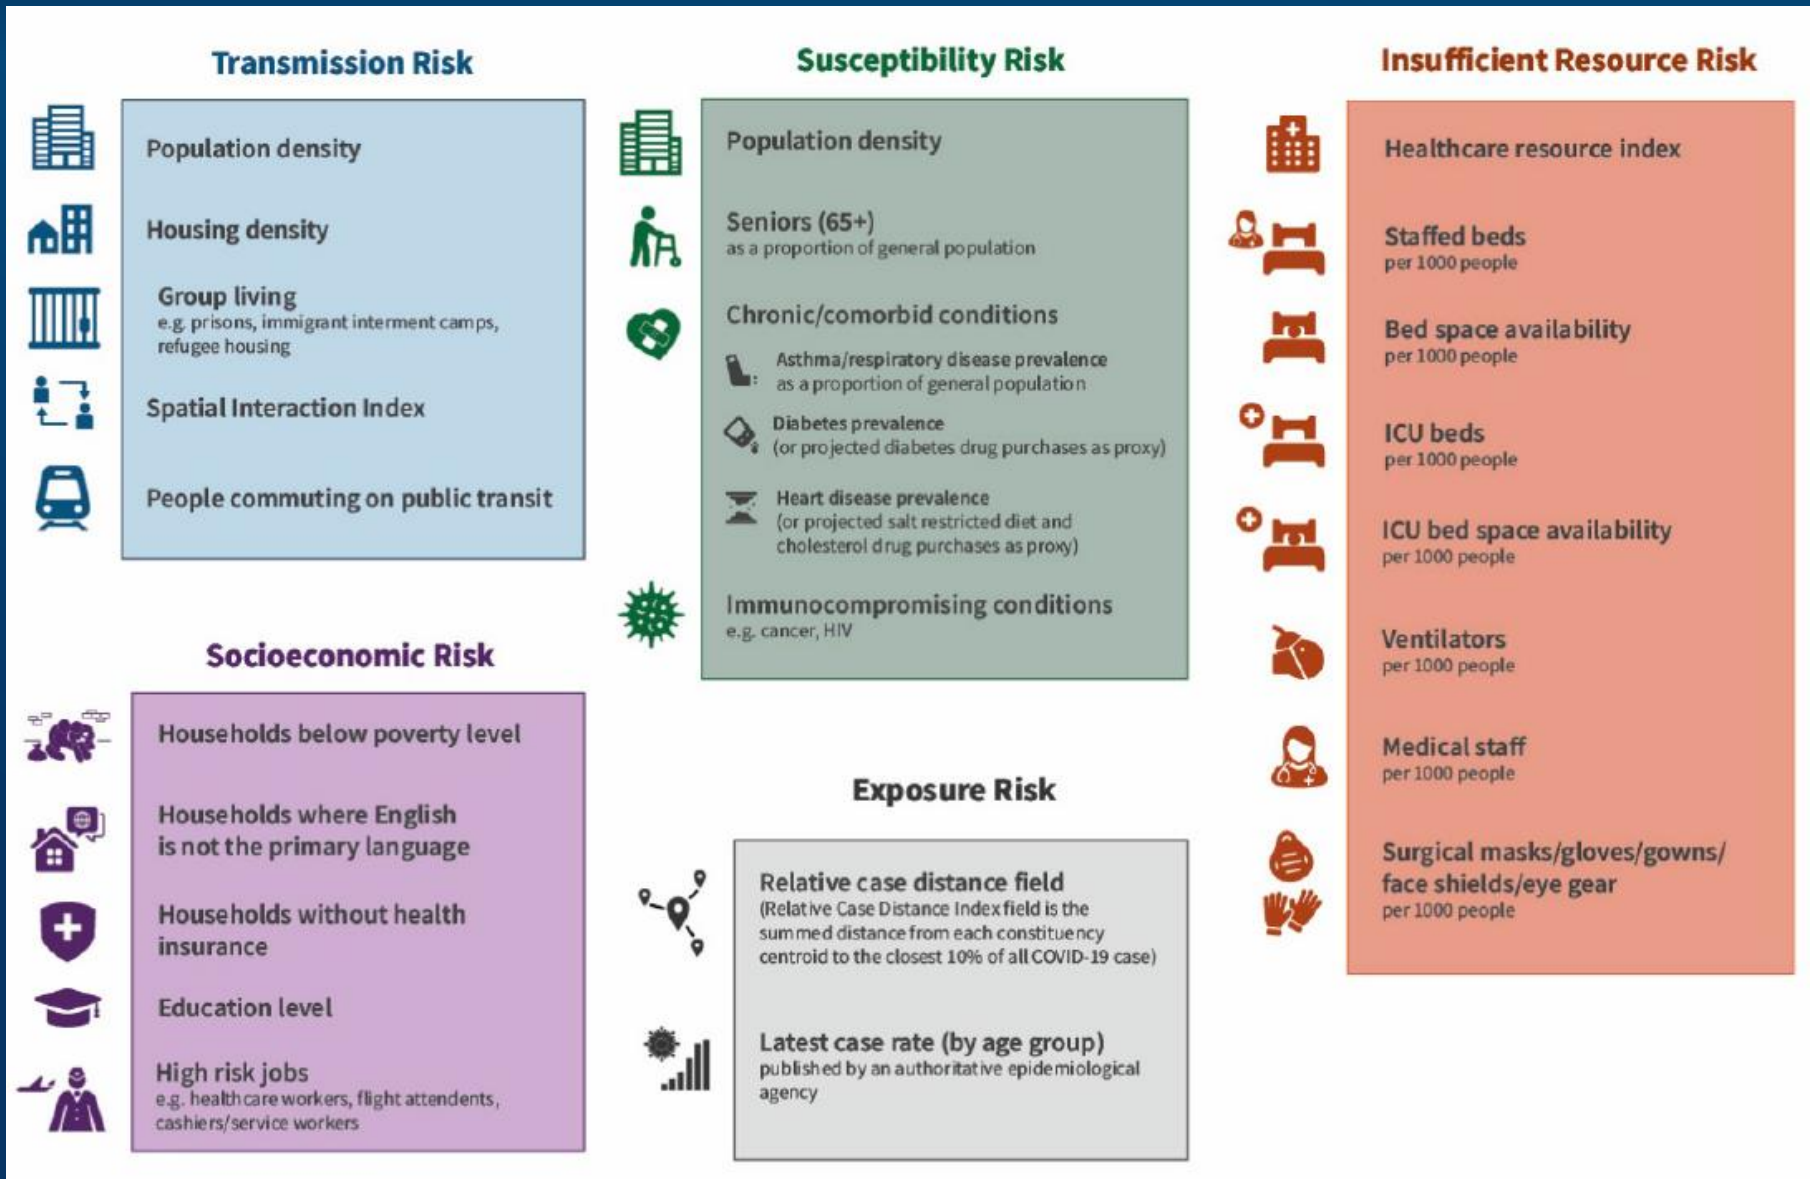 Transmission Risk
Population density
Housing density
Group living
e.g. prisons, immigrant interment camps,
refugee housing
Spatial Interaction Index
People commuting on public transit
Socioeconomic Risk
Households below poverty level
Households where English
is not the primary language
Households without health
insurance
Education level
High risk jobs
e.g. healthcare workers, flight attendents,
cashiers/service workers
Susceptibility Risk
Population density
Seniors (65+)
as a proportion of general population
Chronic/comorbid conditions
Asthma/respiratory disease prevalence
as a proportion of general population
Diabetes prevalence
(or projected diabetes drug purchases as proxy)
Heart disease prevalence
(or projected salt restricted diet and
cholesterol drug purchases as proxy)
Immunocompromising conditions
e.g. cancer, HIV
Exposure Risk
Relative case distance field
(Relative Case Distance Index field is the
summed distance from each constituency
centroid to the closest 10% of all COVID-19 case)
Latest case rate (by age group)
published by an authoritative epidemiological
agency
Insufficient Resource Risk
Healthcare resource index
Staffed beds
per 1000 people
Bed space availability
per 1000 people
ICU beds
per 1000 people
ICU bed space availability
per 1000 people
Ventilators
per 1000 people
Medical staff
per 1000 people
Surgical masks/gloves/gowns/
face shields/eye gear
per 1000 people